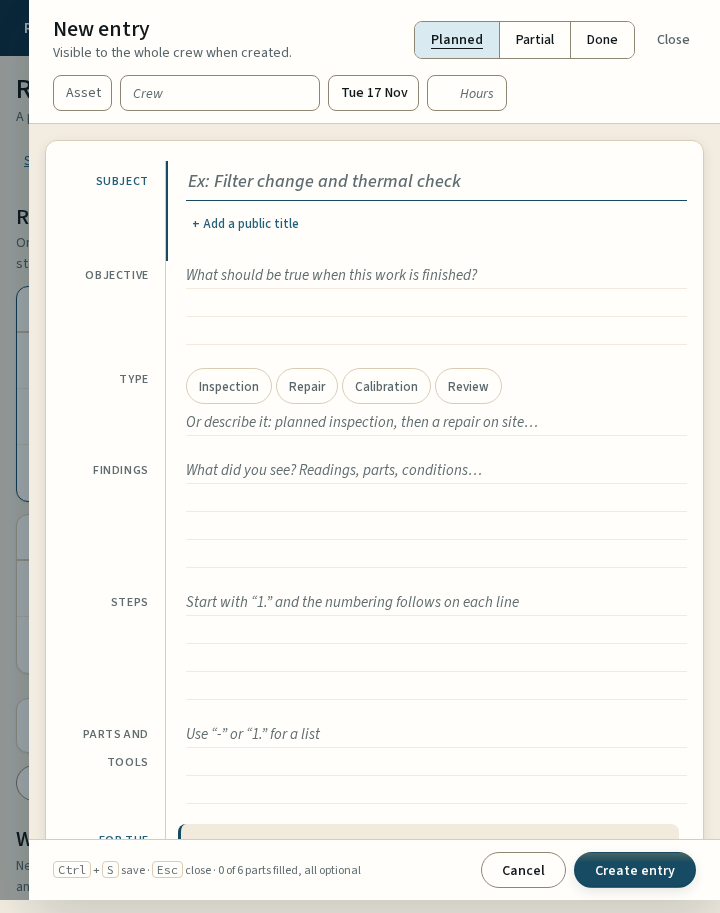 New entry
Visible to the whole crew when created.
Planned Partial Done Close
Asset Crew Tue 17 Nov Hours
SUBJECT Ex: Filter change and thermal check
+ Add a public title
OBJECTIVE What should be true when this work is finished?
TYPE Inspection Repair Calibration Review
Or describe it: planned inspection, then a repair on site…
FINDINGS What did you see? Readings, parts, conditions…
STEPS Start with “1.” and the numbering follows on each line
PARTS AND Use “-” or “1.” for a list
TOOLS
FOR THE
Ctrl + S save · Esc close · 0 of 6 parts filled, all optional Cancel Create entry